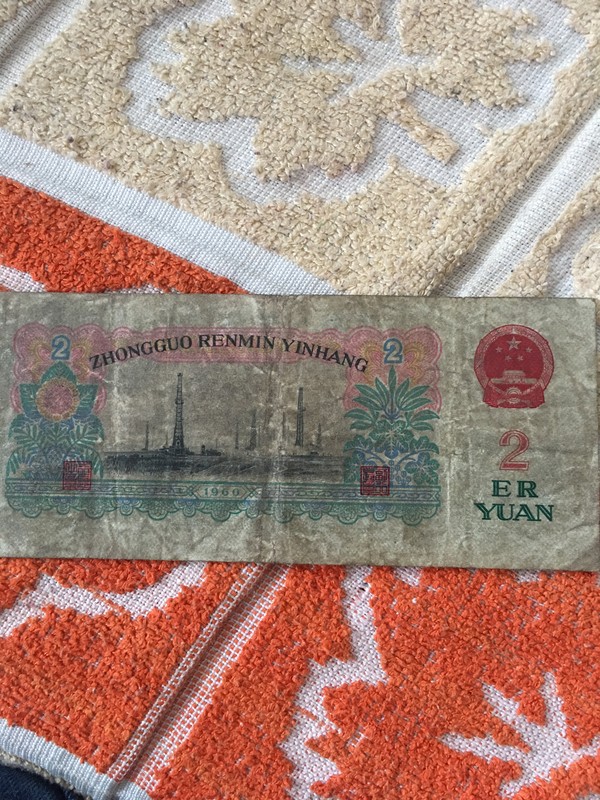 2
ZHONGGUO RENMIN YINHANG
2
1960
2
ER
YUAN